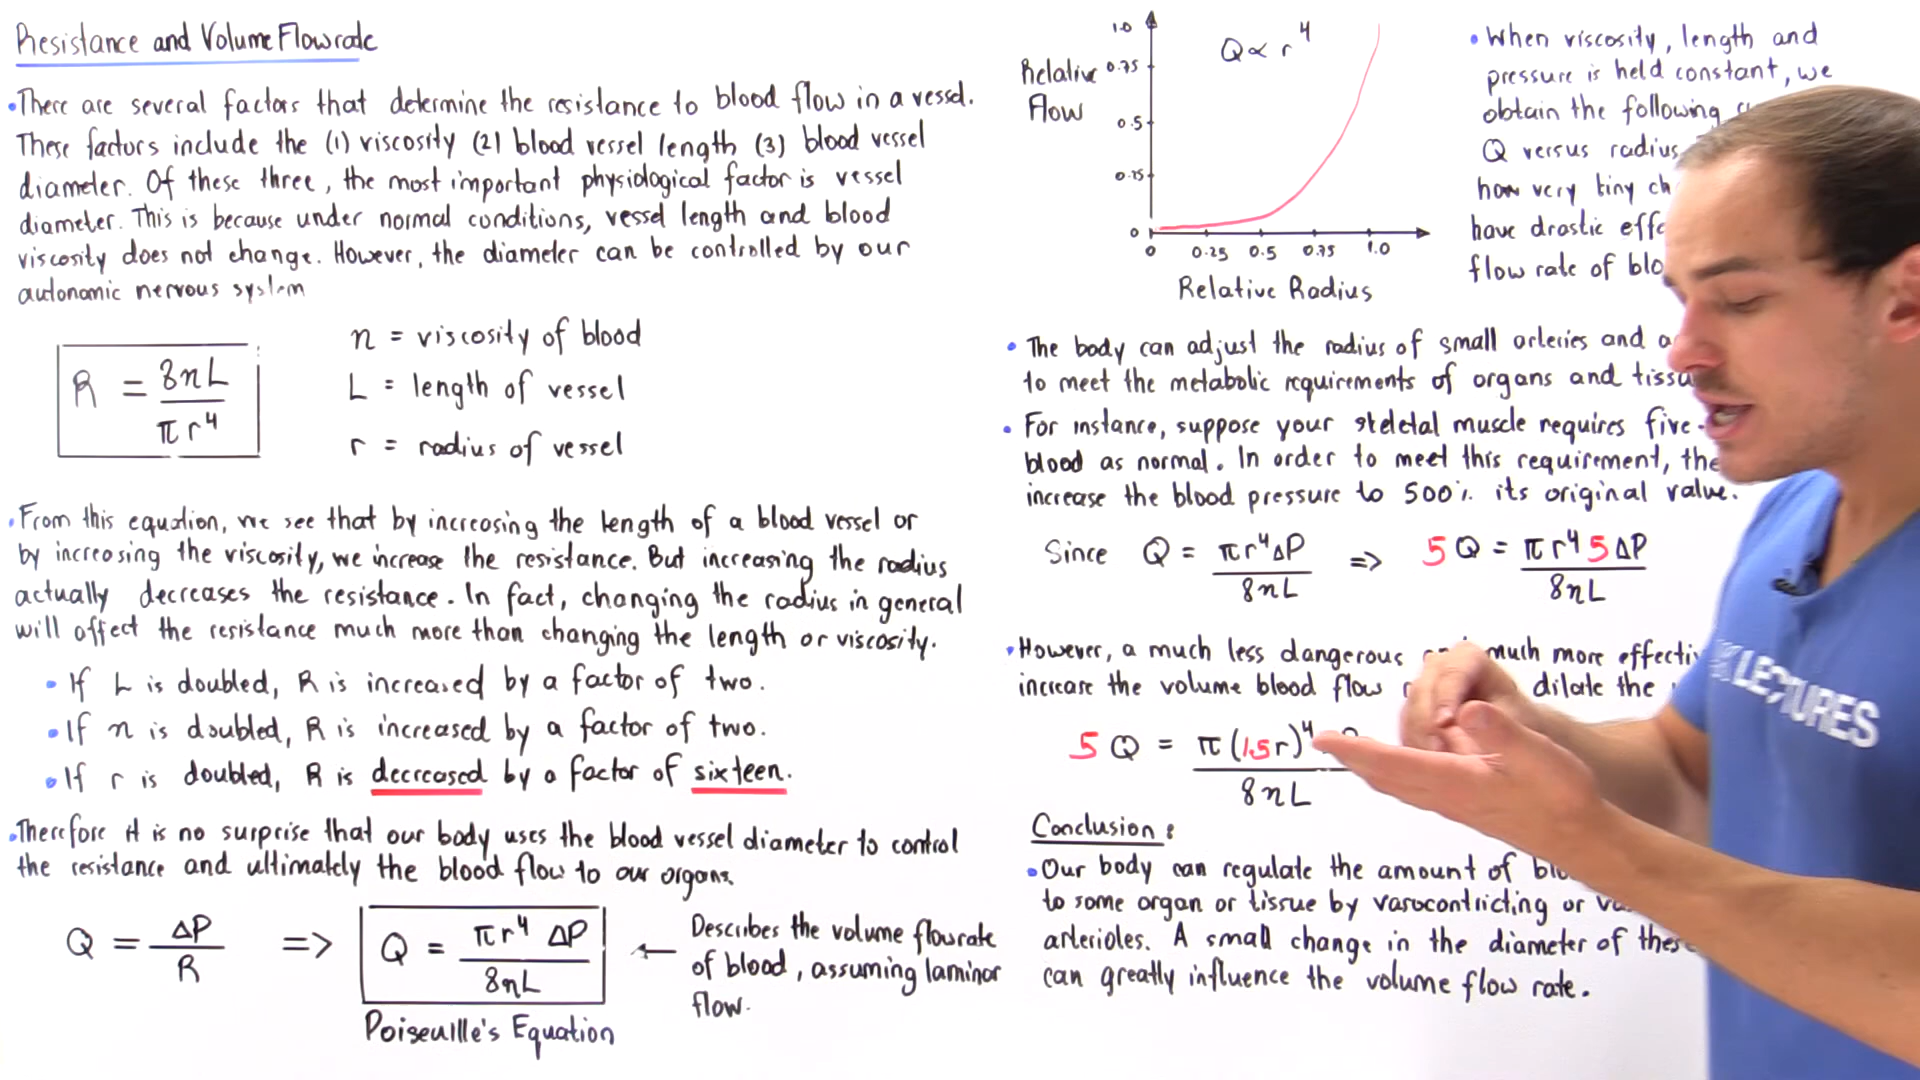 Resistance and Volume Flowrate
•There are several factors that determine the resistance to blood flow in a vessel.
These factors include the (1) viscosity (2) blood vessel length (3) blood vessel
diameter. Of these three, the most important physiological factor is vessel
diameter. This is because under normal conditions, vessel length and blood
viscosity does not change. However, the diameter can be controlled by our
autonomic nervous system
R = 8nL / πr⁴
n = viscosity of blood
L = length of vessel
r = radius of vessel
•From this equation, we see that by increasing the length of a blood vessel or
by increasing the viscosity, we increase the resistance. But increasing the radius
actually decreases the resistance. In fact, changing the radius in general
will affect the resistance much more than changing the length or viscosity.
• If L is doubled, R is increased by a factor of two.
•If n is doubled, R is increased by a factor of two.
•If r is doubled, R is decreased by a factor of sixteen.
•Therefore it is no surprise that our body uses the blood vessel diameter to control
the resistance and ultimately the blood flow to our organs.
Q = ΔP / R => Q = πr⁴ ΔP / 8nL
Poiseuille's Equation
← Describes the volume flowrate
of blood, assuming laminar
flow.
Relative
Flow
1.0
0.75
0.5
0.25
0
Q ∝ r⁴
0 0.25 0.5 0.75 1.0
Relative Radius
• When viscosity, length and
pressure is held constant, we
obtain the following
Q versus radius
how very tiny
have drastic
flow rate of
• The body can adjust the radius of small arteries and
to meet the metabolic requirements of organs and
• For instance, suppose your skeletal muscle requires five-
blood as normal. In order to meet this requirement,
increase the blood pressure to 500% its original value.
Since Q = πr⁴ΔP / 8nL => 5Q = πr⁴5ΔP / 8nL
•However, a much less dangerous much more
increase the volume blood flow dilate the
5 Q = π(1.5r)⁴ / 8nL
Conclusion:
•Our body can regulate the amount of
to some organ or tissue by vasocontricting or
arterioles. A small change in the diameter of
can greatly influence the volume flow rate.
LECTURES